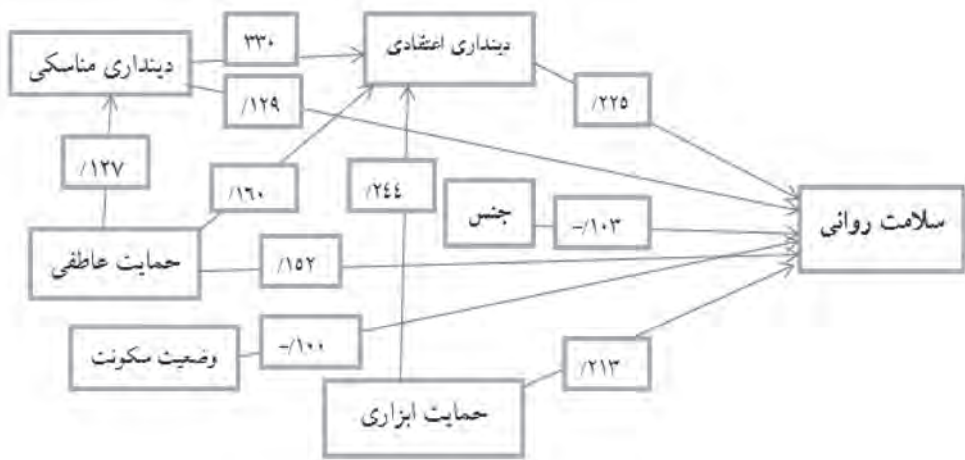 دینداری اعتقادی
۳۳۰
دینداری مناسکی
/۱۲۹
/۲۲۵
/۱۲۷
/۱۶۰
/۲۴۴
جنس
-/۱۰۳
سلامت روانی
حمایت عاطفی
/۱۵۲
-/۱۰۰
وضعیت سکونت
/۲۱۳
حمایت ابزاری